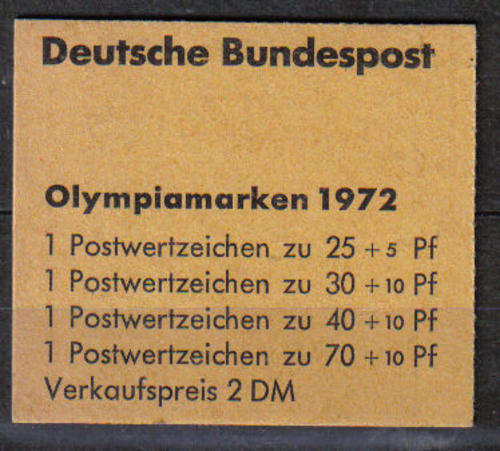 Deutsche Bundespost
Olympiamarken 1972
1 Postwertzeichen zu 25 + 5 Pf
1 Postwertzeichen zu 30 + 10 Pf
1 Postwertzeichen zu 40 + 10 Pf
1 Postwertzeichen zu 70 + 10 Pf
Verkaufspreis 2 DM